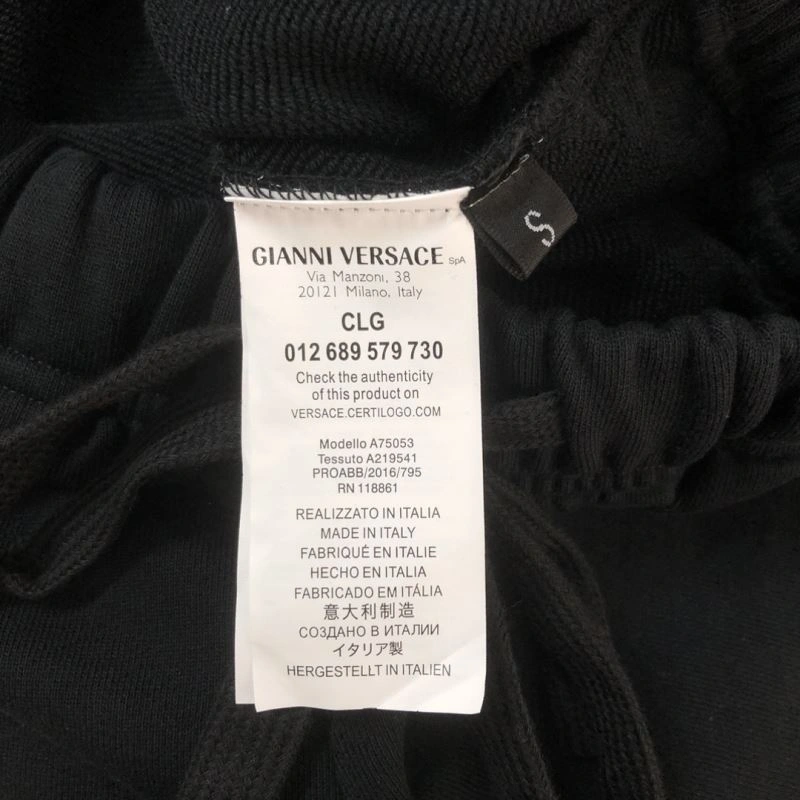 S
GIANNI VERSACE SpA
Via Manzoni, 38
20121 Milano, Italy
CLG
012 689 579 730
Check the authenticity
of this product on
VERSACE.CERTILOGO.COM
Modello A75053
Tessuto A219541
PROABB/2016/795
RN 118861
REALIZZATO IN ITALIA
MADE IN ITALY
FABRIQUÉ EN ITALIE
HECHO EN ITALIA
FABRICADO EM ITÁLIA
意大利制造
СОЗДАНО В ИТАЛИИ
イタリア製
HERGESTELLT IN ITALIEN